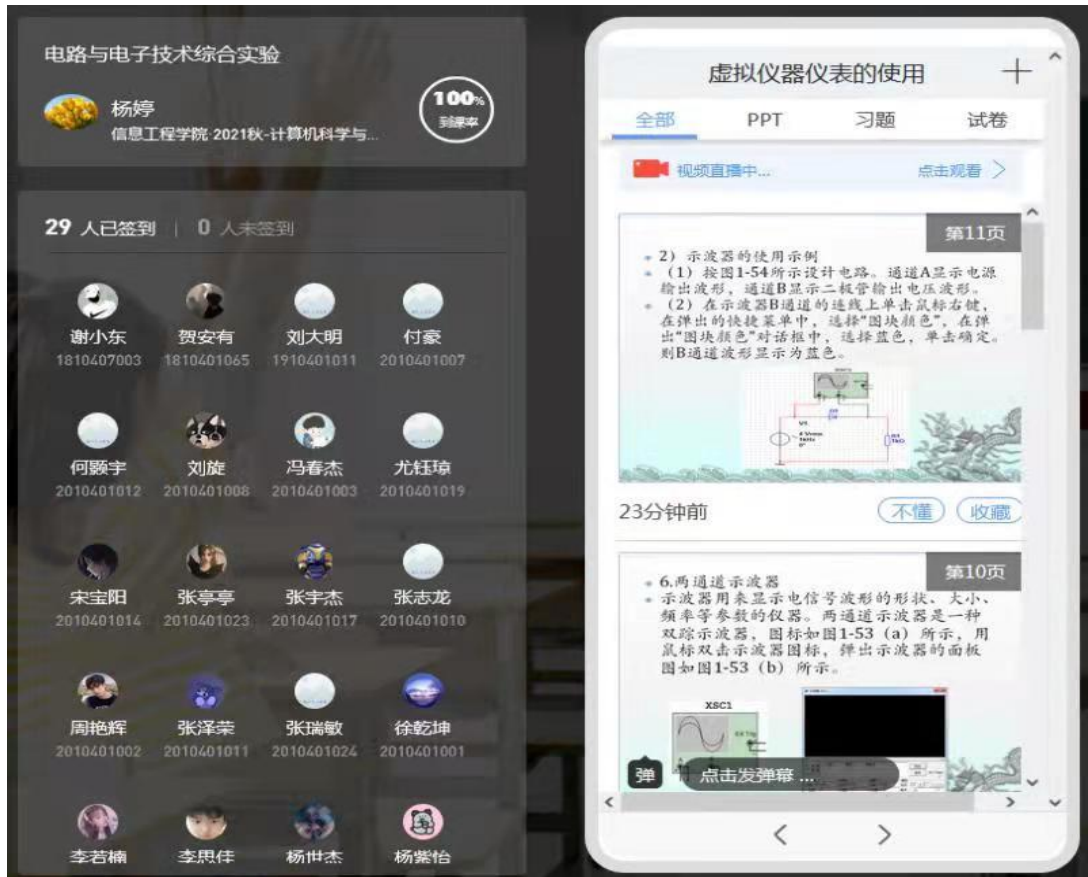 电路与电子技术综合实验
杨婷
信息工程学院·2021秋-计算机科学与...
100%
到课率
29 人已签到 | 0 人未签到
谢小东 贺安有 刘大明 付豪
1810407003 1810401065 1910401011 2010401007
何颢宇 刘旋 冯春杰 尤钰琼
2010401012 2010401008 2010401003 2010401019
宋宝阳 张亭亭 张宇杰 张志龙
2010401014 2010401023 2010401017 2010401010
周艳辉 张泽荣 张瑞敏 徐乾坤
2010401002 2010401011 2010401024 2010401001
李若楠 李思佳 杨世杰 杨紫怡
虚拟仪器仪表的使用
全部 PPT 习题 试卷
视频直播中... 点击观看
第11页
2）示波器的使用示例
（1）按图1-54所示设计电路。通道A显示电源
输出波形，通道B显示二极管输出电压波形。
（2）在示波器B通道的连线上单击鼠标右键，
在弹出的快捷菜单中，选择“图块颜色”，在弹
出“图块颜色”对话框中，选择蓝色，单击确定。
则B通道波形显示为蓝色。
V1
1kHz
0°
23分钟前 不懂 收藏
第10页
6.两通道示波器
示波器用来显示电信号波形的形状、大小、
频率等参数的仪器。两通道示波器是一种
双踪示波器，图标如图1-53（a）所示，用
鼠标双击示波器图标，弹出示波器的面板
图如图1-53（b）所示。
XSC1
弹 点击发弹幕 ...